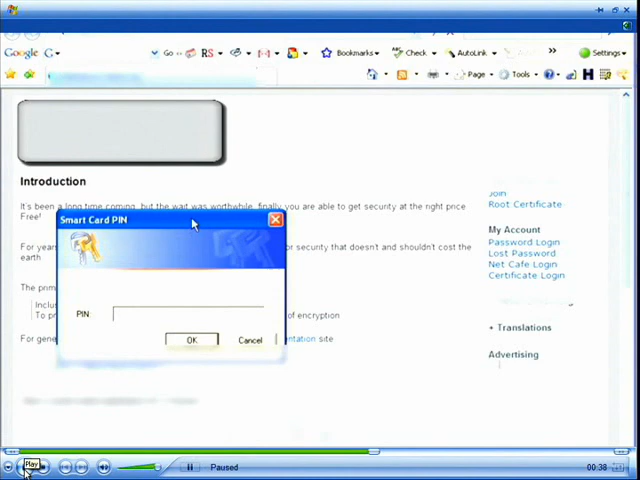 Google G Go RS Bookmarks Check AutoLink » Settings
Page Tools
Introduction
It's been a long time coming, but the wait was worthwhile, finally you are able to get security at the right price
Free!
Smart Card PIN
For years
or security that doesn't and shouldn't cost the
earth
The prim
Inclu
To pr
of encryption
PIN:
OK Cancel
For gene
entation site
Join
Root Certificate
My Account
Password Login
Lost Password
Net Cafe Login
Certificate Login
Translations
Advertising
Play
Paused
00:38